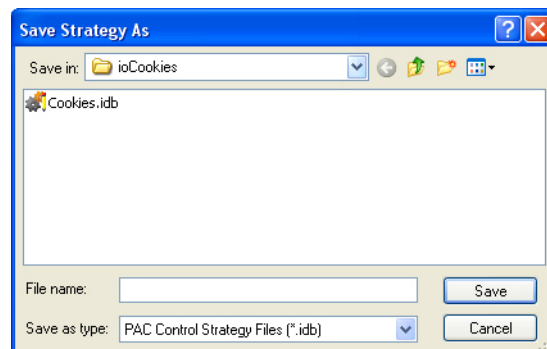 Save Strategy As
Save in: ioCookies
Cookies.idb
File name:
Save
Save as type: PAC Control Strategy Files (*.idb)
Cancel